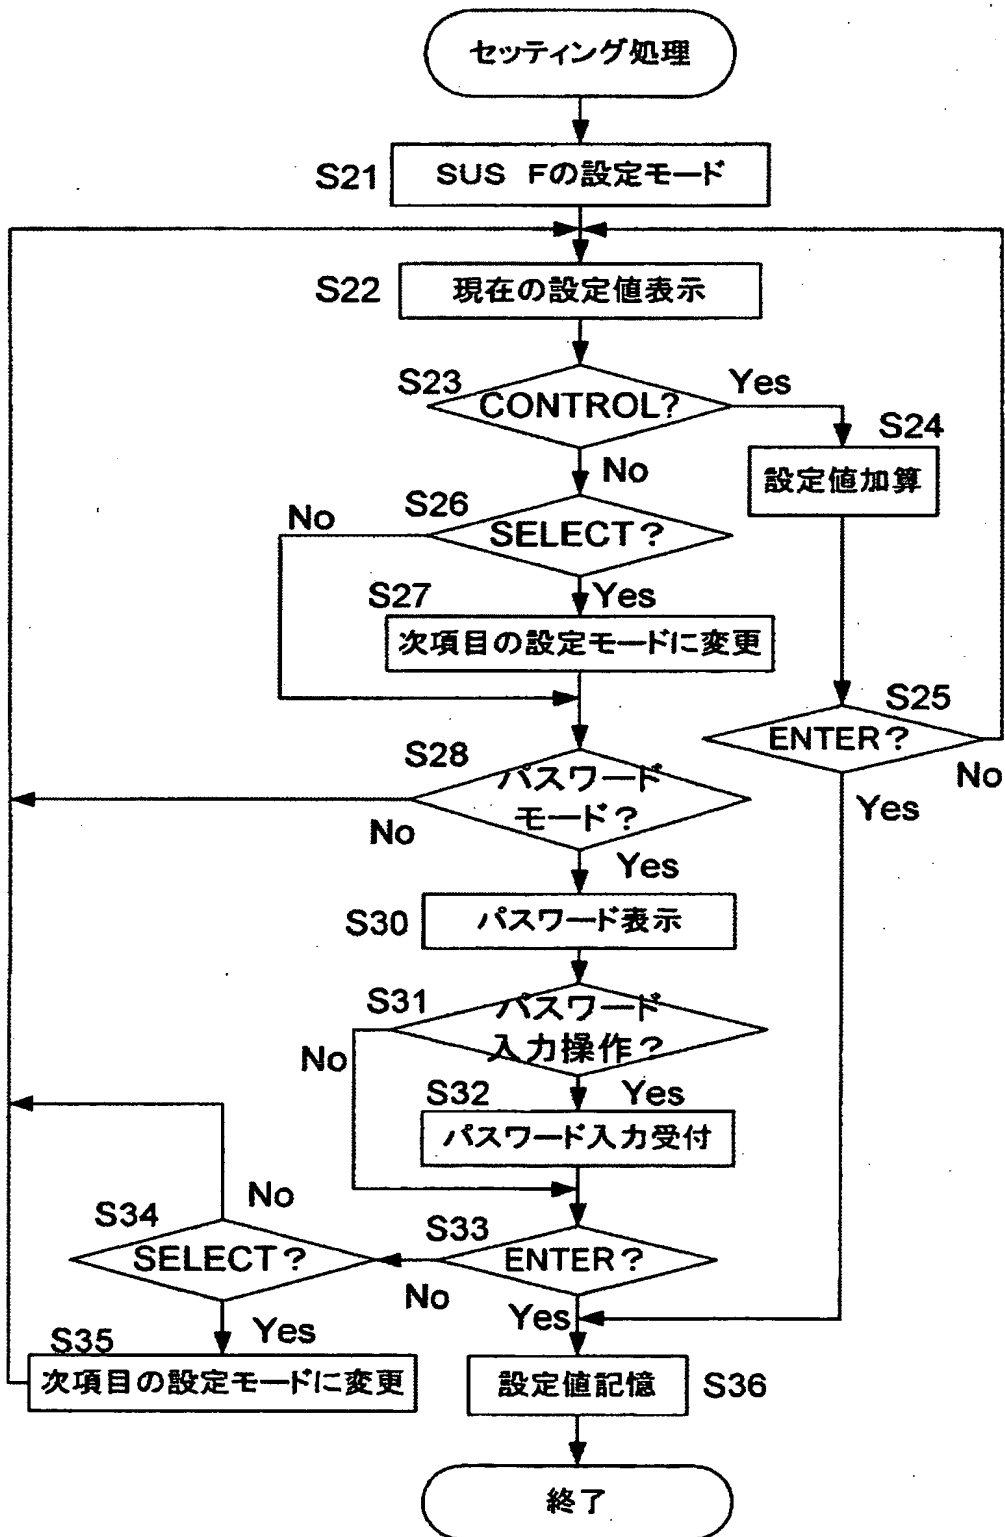 セッティング処理
S21
SUS Fの設定モード
S22
現在の設定値表示
S23
CONTROL?
Yes
No
S24
設定値加算
S26
No
SELECT?
S27
Yes
次項目の設定モードに変更
S25
ENTER?
No
Yes
S28
パスワード
モード?
No
Yes
S30
パスワード表示
S31
パスワード
入力操作?
No
S32
Yes
パスワード入力受付
No
S34
SELECT?
S33
ENTER?
No
Yes
Yes
S35
次項目の設定モードに変更
設定値記憶
S36
終了